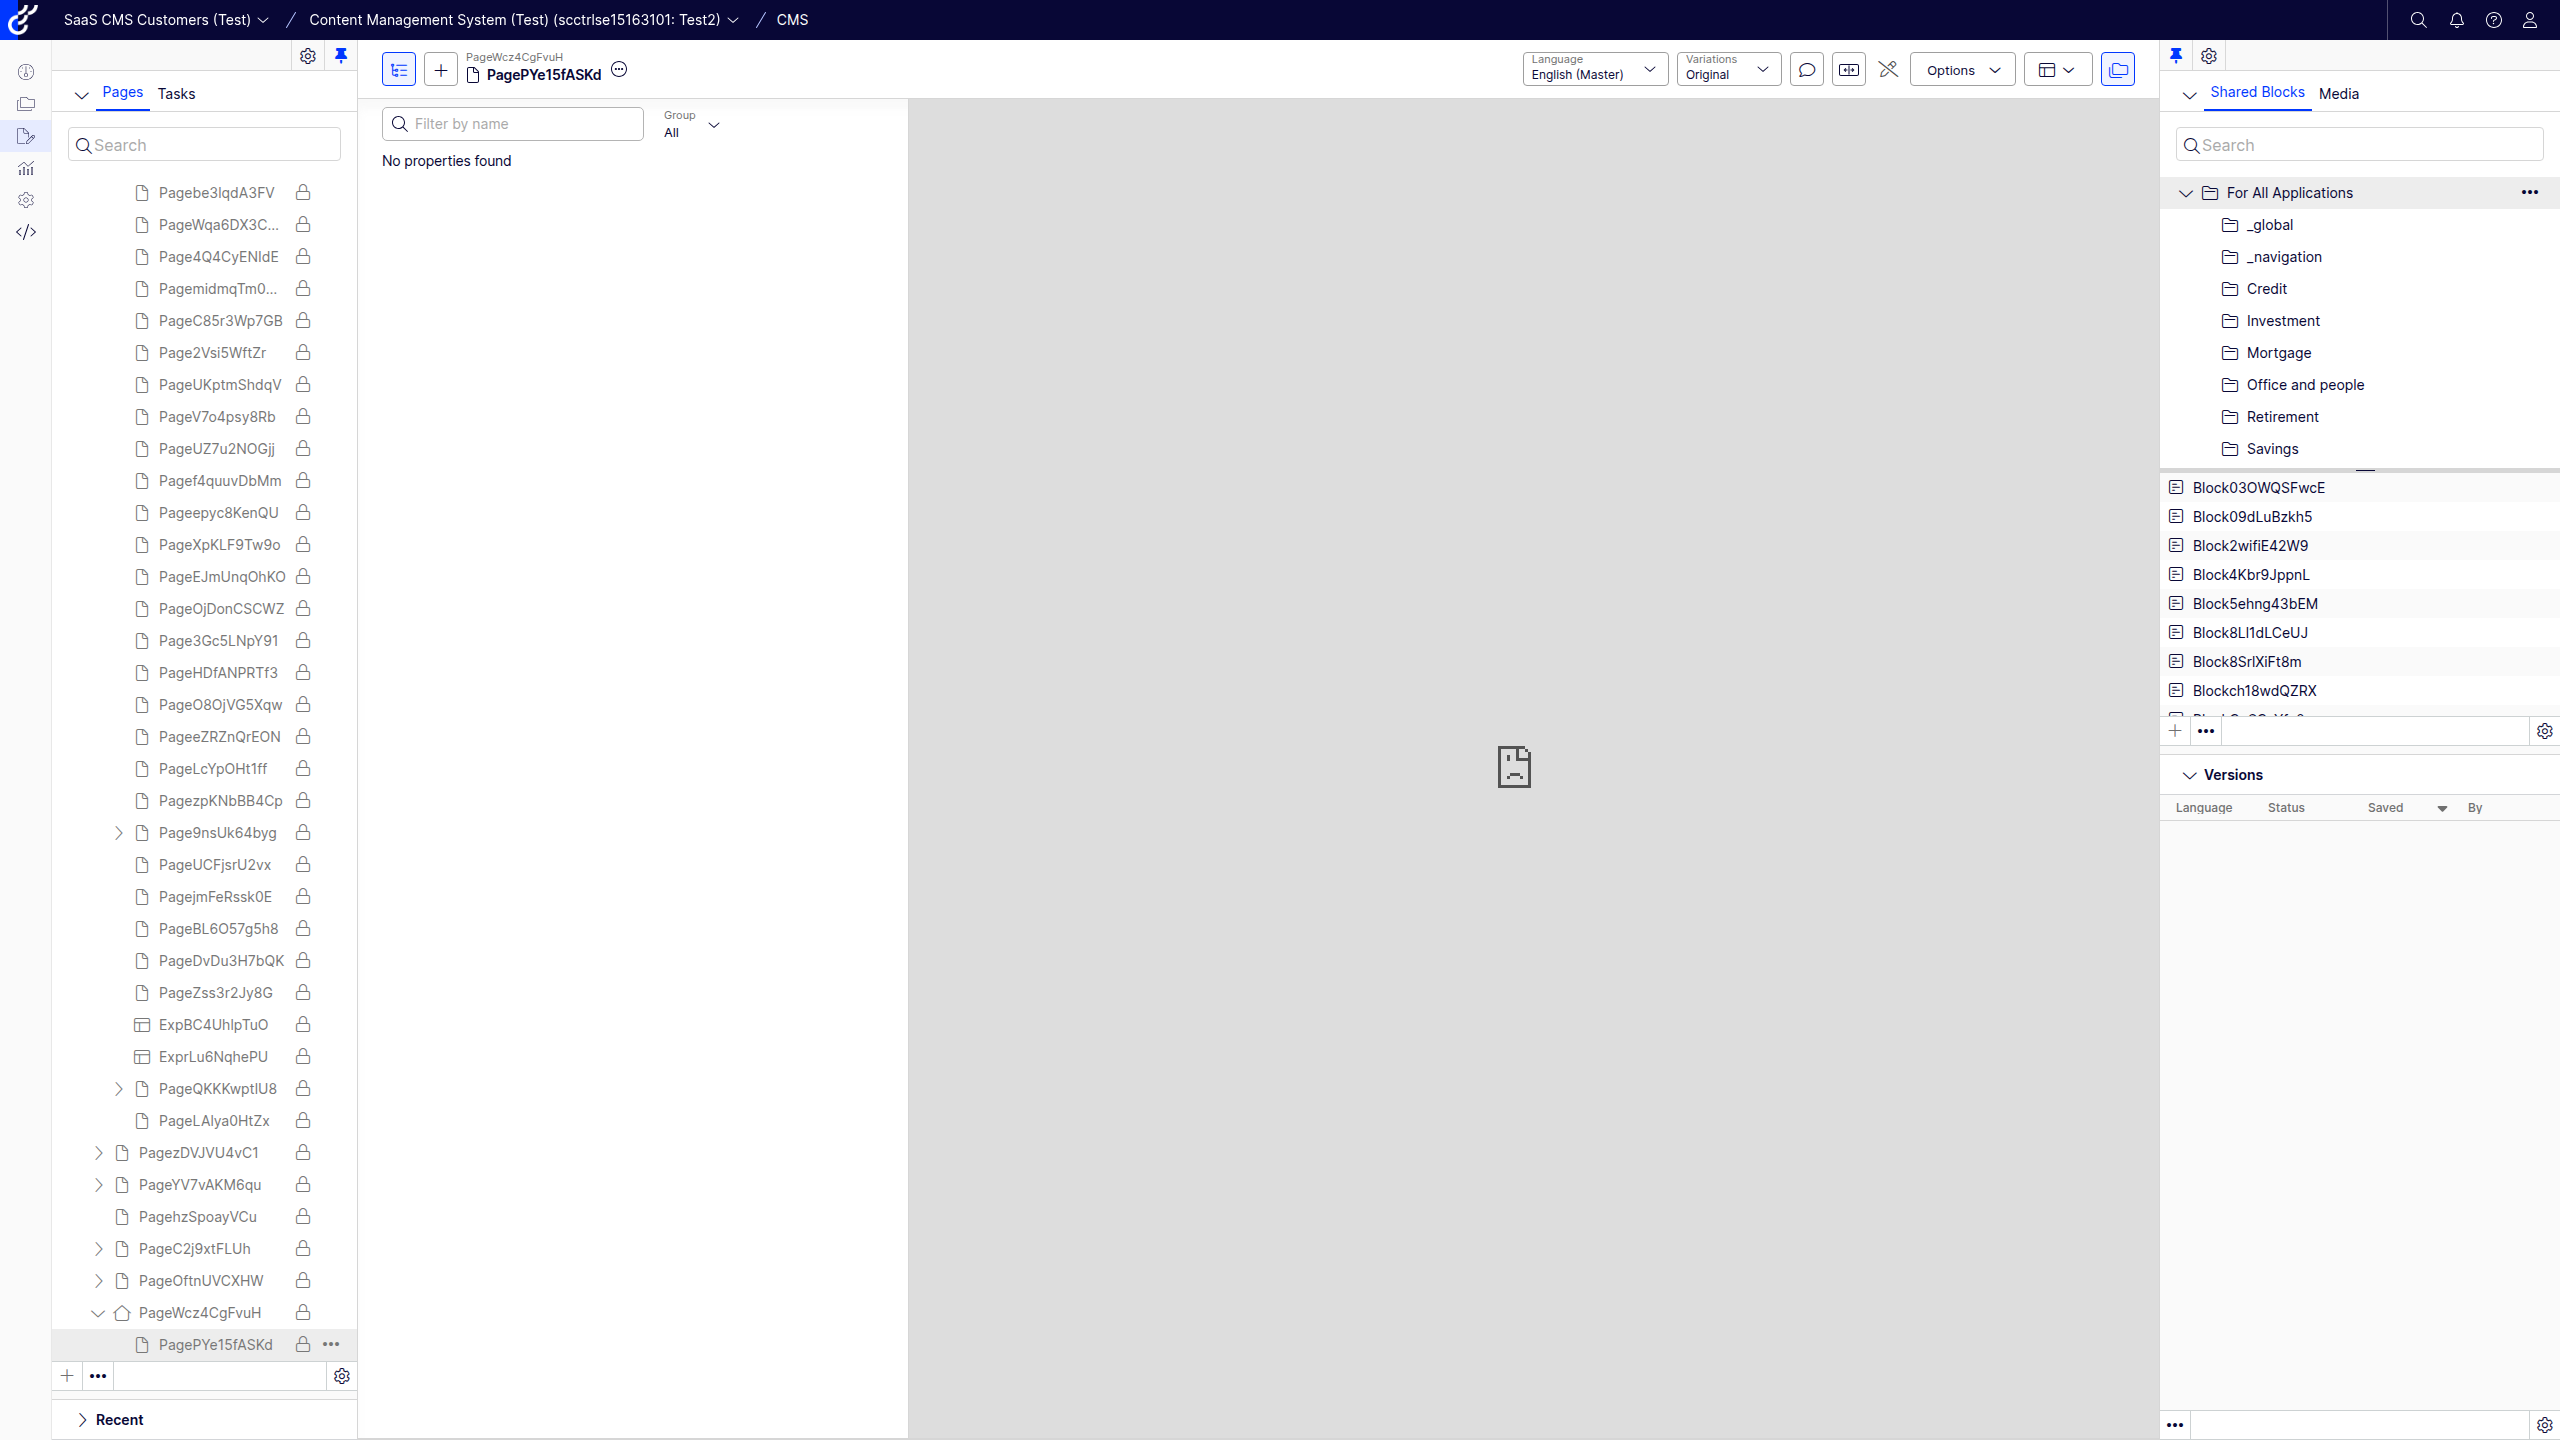 SaaS CMS Customers (Test) / Content Management System (Test) (scctrlse15163101: Test2) / CMS
Pages Tasks
Search
Pagebe3lqdA3FV
PageWqa6DX3C...
Page4Q4CyENldE
PagemidmqTm0...
PageC85r3Wp7GB
Page2Vsi5WftZr
PageUKptmShdqV
PageV7o4psy8Rb
PageUZ7u2NOGjj
Pagef4quuvDbMm
Pageepyc8KenQU
PageXpKLF9Tw9o
PageEJmUnqOhKO
PageOjDonCSCWZ
Page3Gc5LNpY91
PageHDfANPRTf3
PageO8OjVG5Xqw
PageeZRZnQrEON
PageLcYpOHt1ff
PagezpKNbBB4Cp
Page9nsUk64byg
PageUCFjsrU2vx
PagejmFeRssk0E
PageBL6O57g5h8
PageDvDu3H7bQK
PageZss3r2Jy8G
ExpBC4UhlpTuO
ExprLu6NqhePU
PageQKKKwptlU8
PageLAlya0HtZx
PagezDVJVU4vC1
PageYV7vAKM6qu
PagehzSpoayVCu
PageC2j9xtFLUh
PageOftnUVCXHW
PageWcz4CgFvuH
PagePYe15fASKd
Recent
PageWcz4CgFvuH
PagePYe15fASKd
Language
English (Master)
Variations
Original
Options
Filter by name
Group
All
No properties found
Shared Blocks Media
Search
For All Applications
_global
_navigation
Credit
Investment
Mortgage
Office and people
Retirement
Savings
Block03OWQSFwcE
Block09dLuBzkh5
Block2wifiE42W9
Block4Kbr9JppnL
Block5ehng43bEM
Block8Ll1dLCeUJ
Block8SrlXiFt8m
Blockch18wdQZRX
Versions
Language Status Saved By